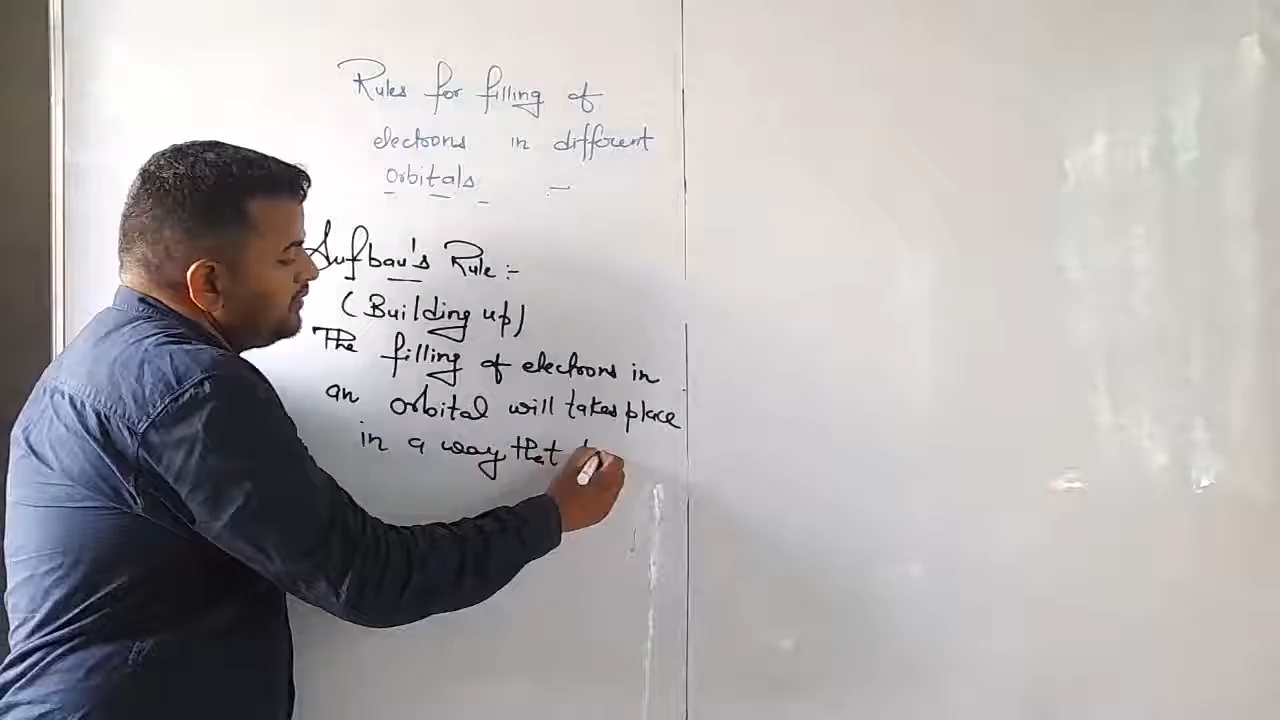 Rules for filling of
electrons in different
orbitals -
Aufbau's Rule :-
(Building up)
The filling of electrons in
an orbital will takes place
in a way that